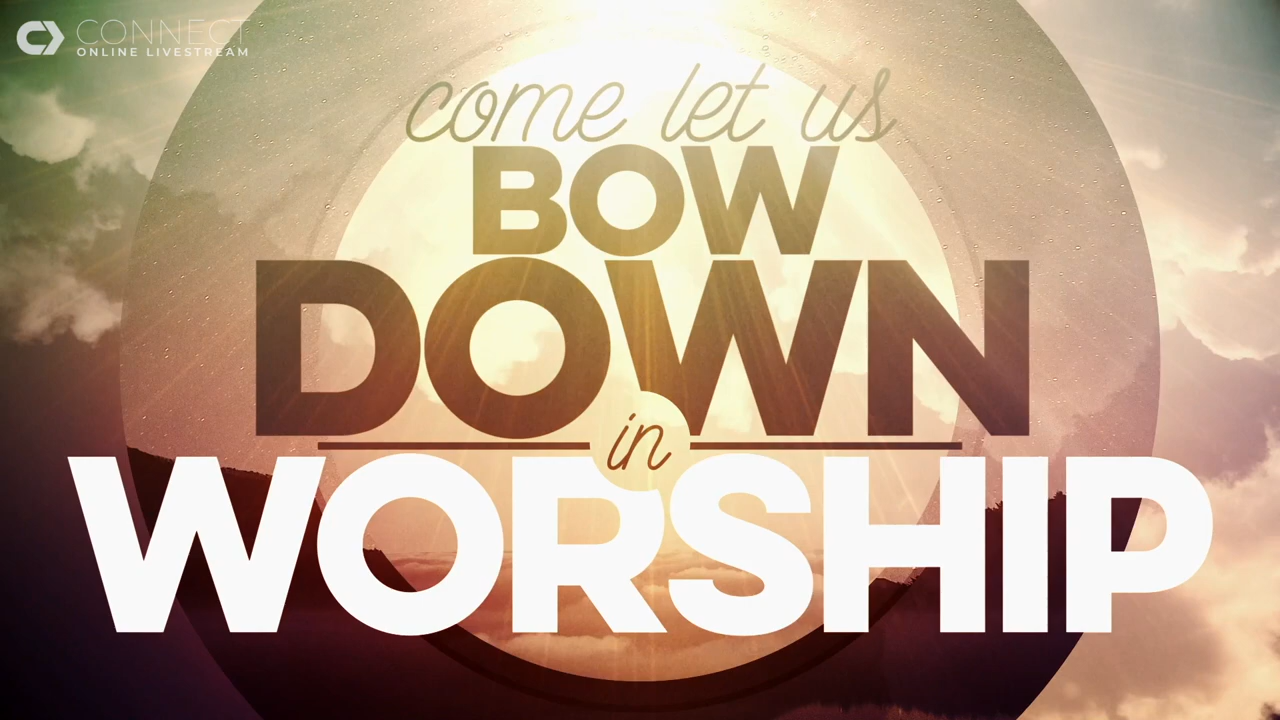 CONNECT
ONLINE LIVESTREAM
come let us
BOW
DOWN
in
WORSHIP